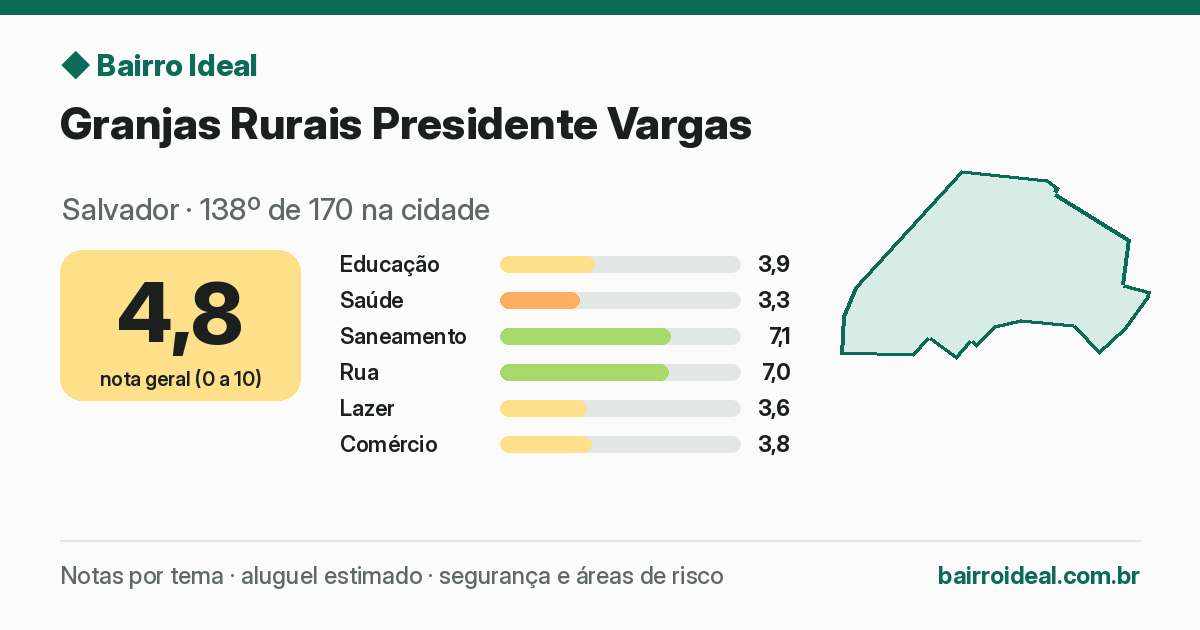 Bairro Ideal
Granjas Rurais Presidente Vargas
Salvador · 138º de 170 na cidade
4,8
nota geral (0 a 10)
Educação 3,9
Saúde 3,3
Saneamento 7,1
Rua 7,0
Lazer 3,6
Comércio 3,8
Notas por tema · aluguel estimado · segurança e áreas de risco
bairroideal.com.br